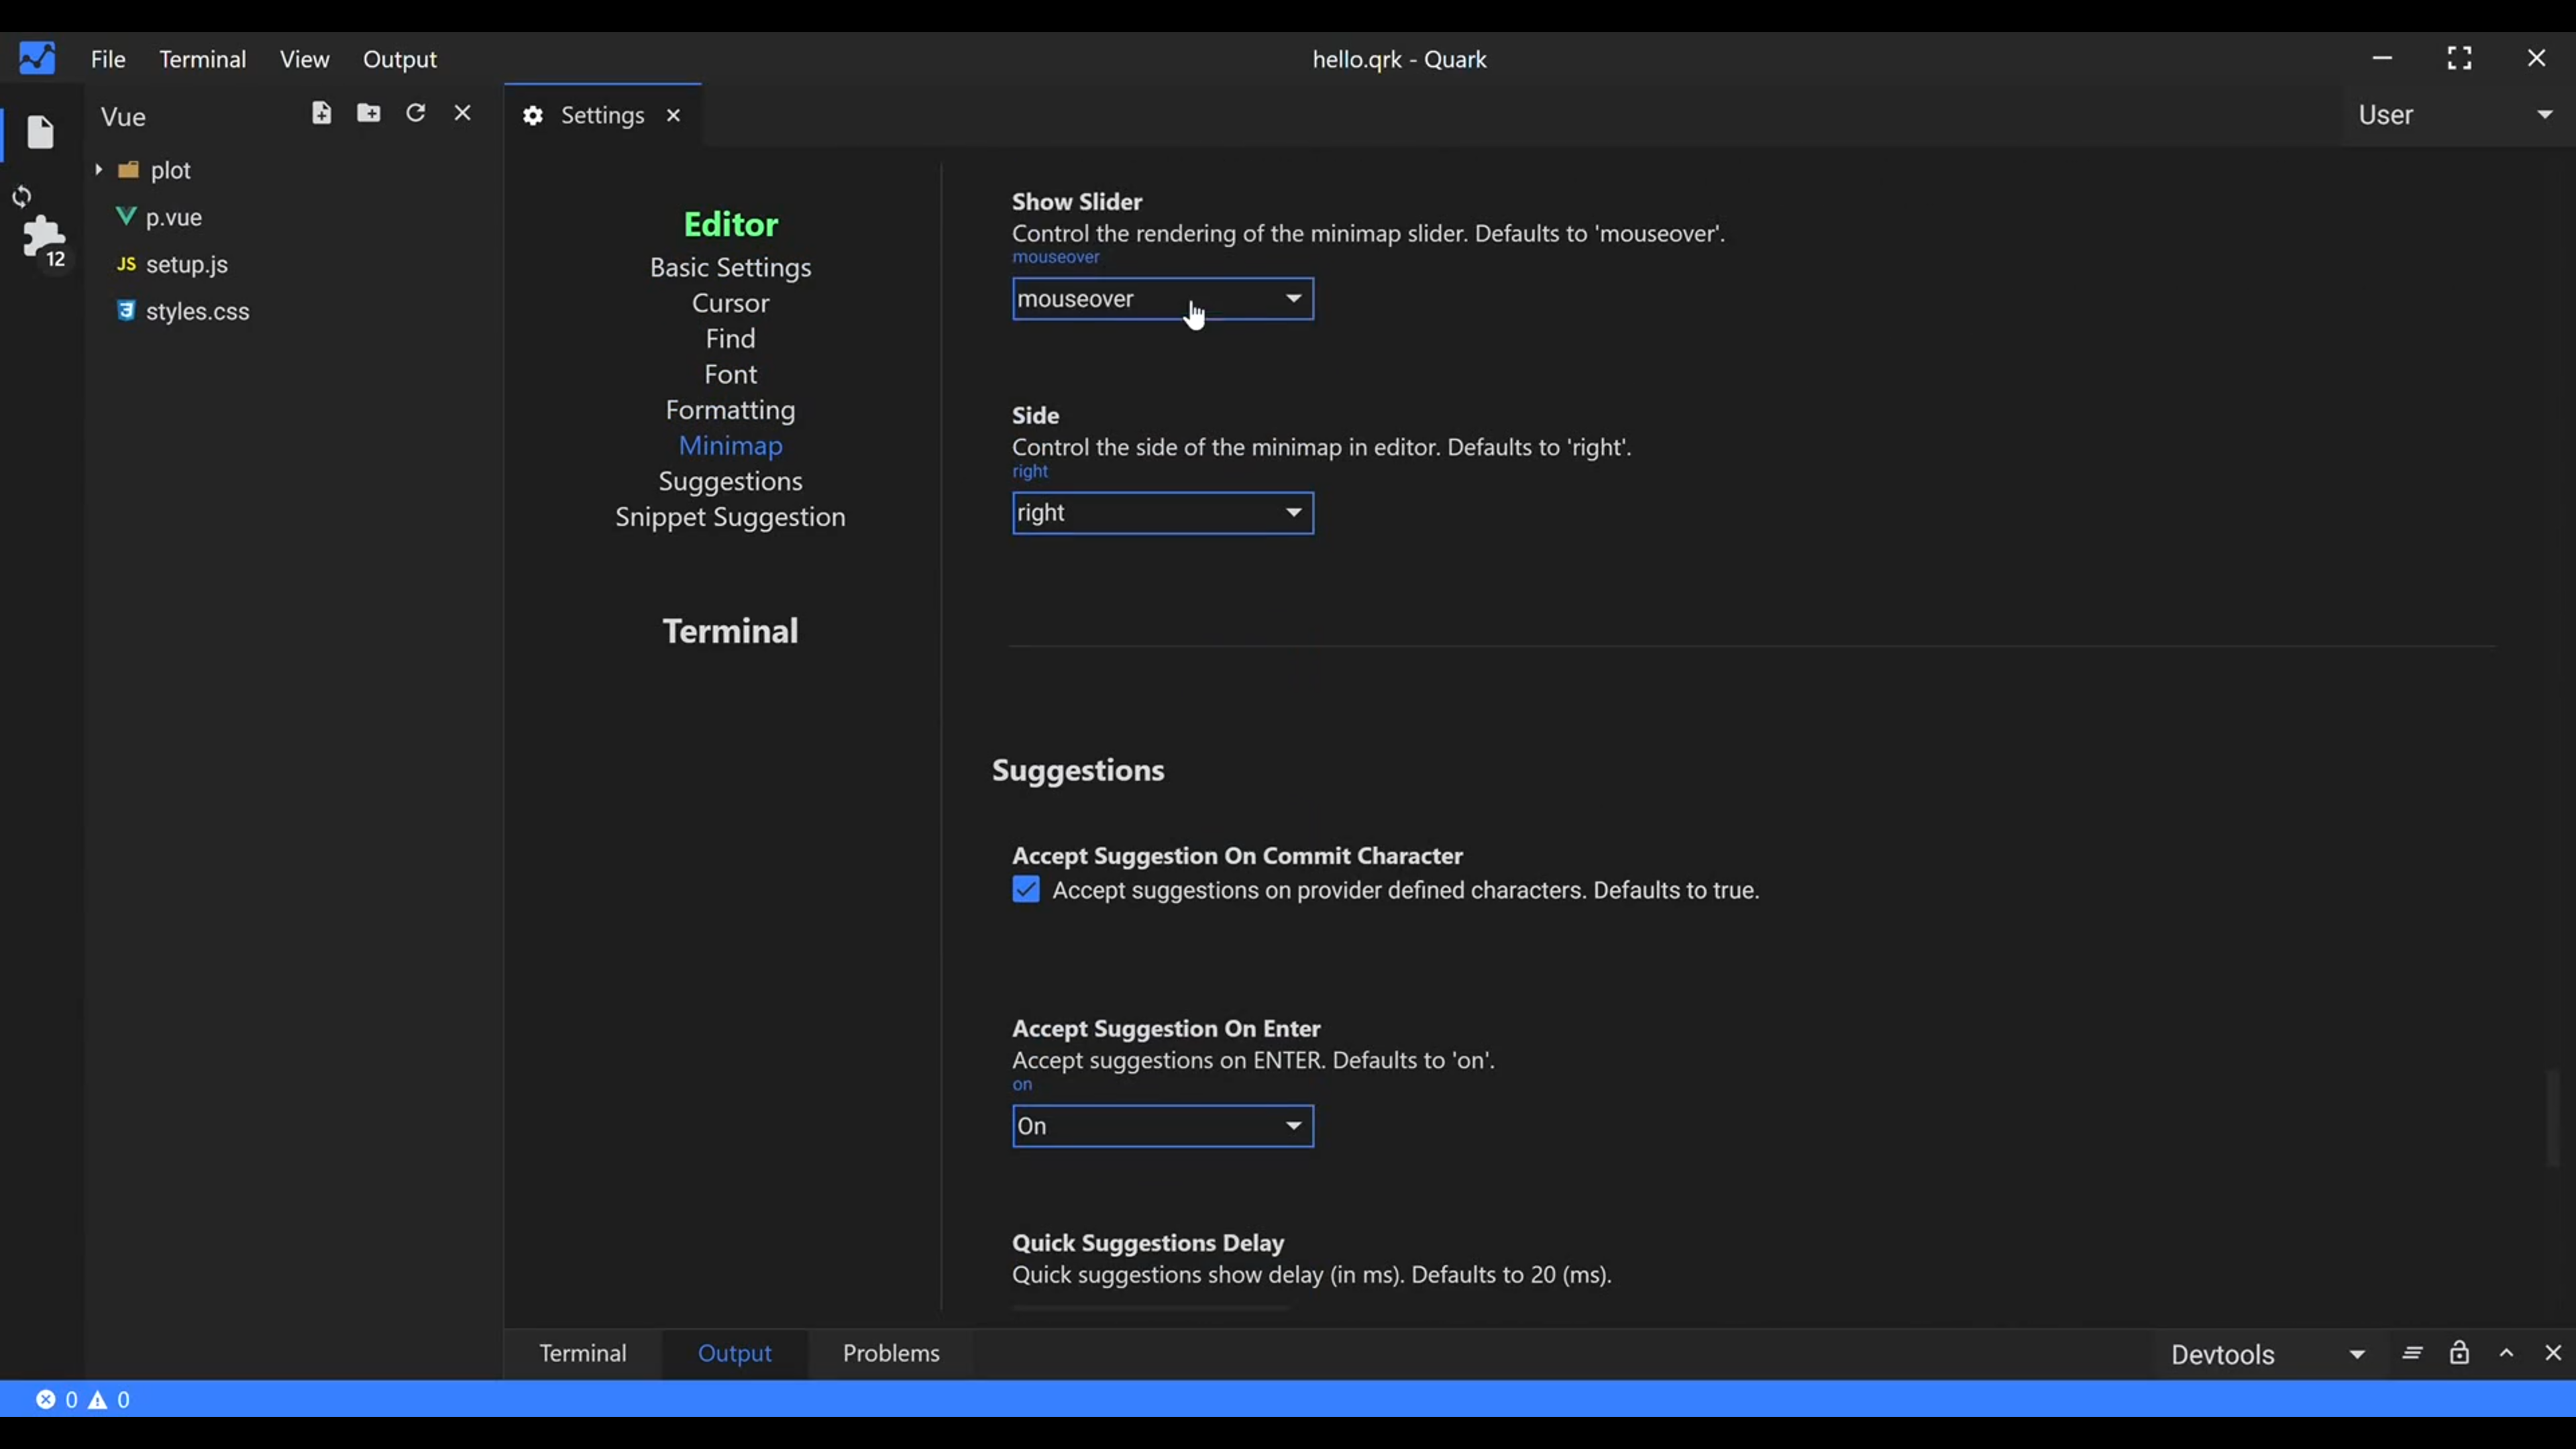 File Terminal View Output
hello.qrk - Quark
Vue
Settings
User
plot
p.vue
12
JS setup.js
styles.css
Editor
Basic Settings
Cursor
Find
Font
Formatting
Minimap
Suggestions
Snippet Suggestion
Terminal
Show Slider
Control the rendering of the minimap slider. Defaults to 'mouseover'.
mouseover
mouseover
Side
Control the side of the minimap in editor. Defaults to 'right'.
right
right
Suggestions
Accept Suggestion On Commit Character
Accept suggestions on provider defined characters. Defaults to true.
Accept Suggestion On Enter
Accept suggestions on ENTER. Defaults to 'on'.
on
On
Quick Suggestions Delay
Quick suggestions show delay (in ms). Defaults to 20 (ms).
Terminal Output Problems
Devtools
0 0